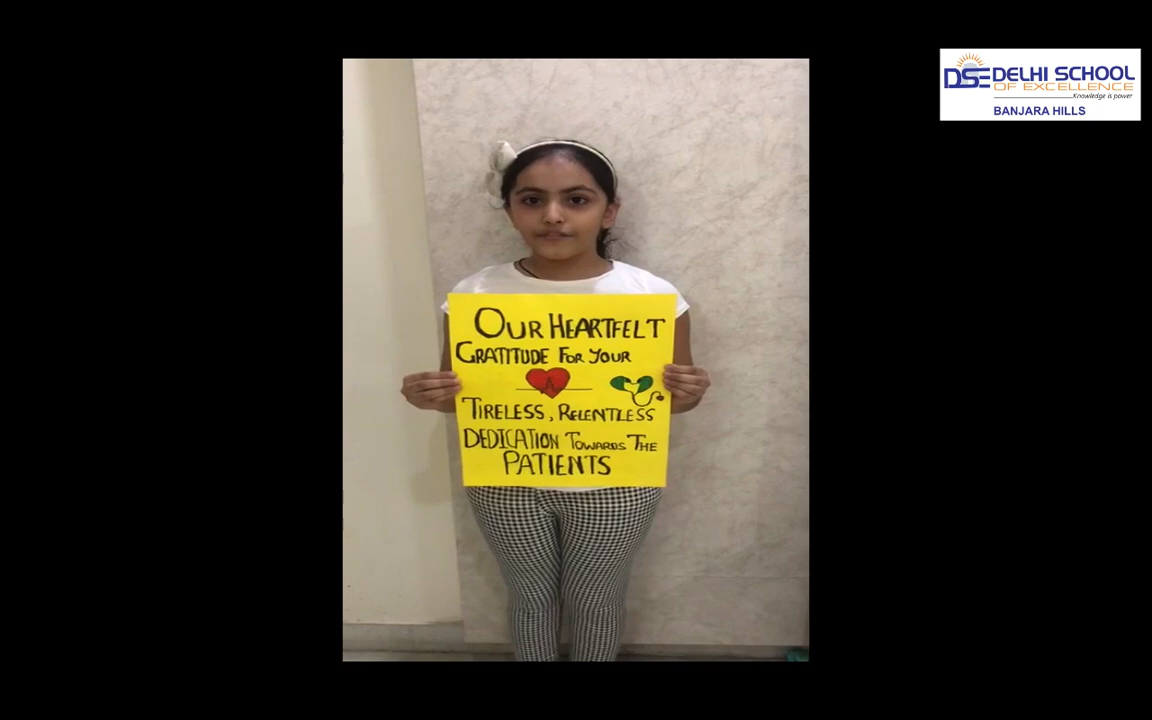 DSE DELHI SCHOOL
OF EXCELLENCE
...Knowledge is power
BANJARA HILLS
OUR HEARTFELT
GRATITUDE FOR YOUR
TIRELESS, RELENTLESS
DEDICATION TOWARDS THE
PATIENTS